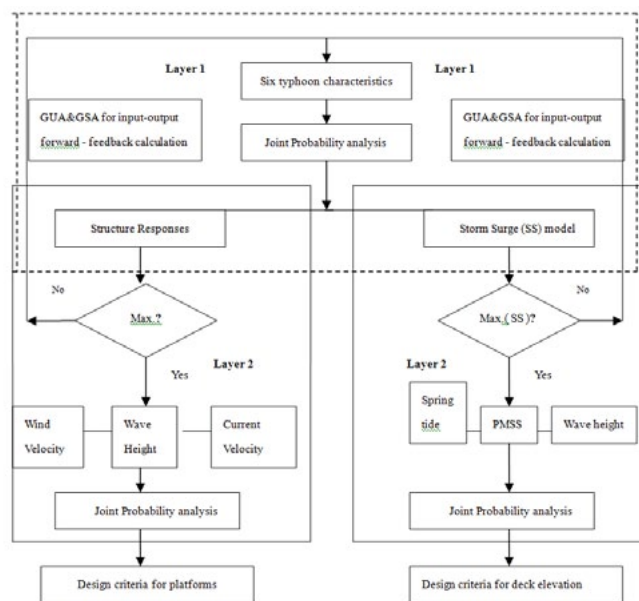 Layer 1
Layer 1
Six typhoon characteristics
GUA&GSA for input-output
forward - feedback calculation
GUA&GSA for input-output
forward - feedback calculation
Joint Probability analysis
Structure Responses
Storm Surge (SS) model
No
No
Max.?
Max.( SS )?
Layer 2
Layer 2
Yes
Yes
Wind
Velocity
Wave
Height
Current
Velocity
Spring
tide
PMSS
Wave height
Joint Probability analysis
Joint Probability analysis
Design criteria for platforms
Design criteria for deck elevation